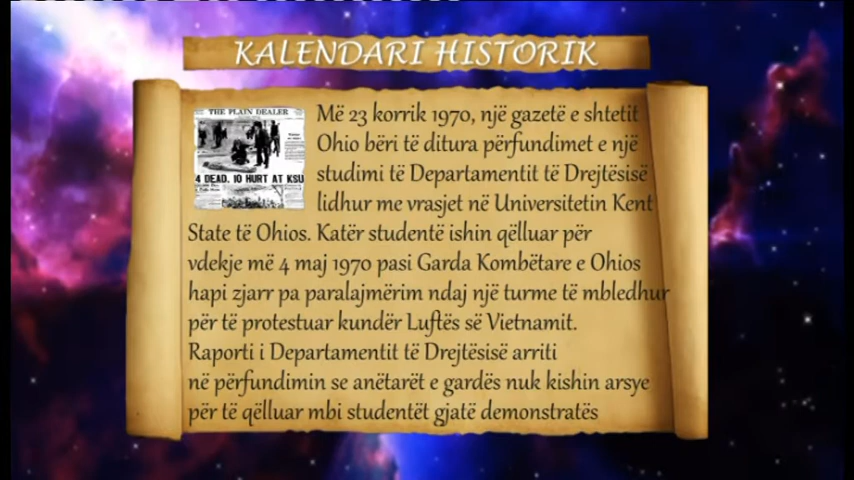 KALENDARI HISTORIK
THE PLAIN DEALER
4 DEAD, 10 HURT AT KSU
Më 23 korrik 1970, një gazetë e shtetit
Ohio bëri të ditura përfundimet e një
studimi të Departamentit të Drejtësisë
lidhur me vrasjet në Universitetin Kent
State të Ohios. Katër studentë ishin qëlluar për
vdekje më 4 maj 1970 pasi Garda Kombëtare e Ohios
hapi zjarr pa paralajmërim ndaj një turme të mbledhur
për të protestuar kundër Luftës së Vietnamit.
Raporti i Departamentit të Drejtësisë arriti
në përfundimin se anëtarët e gardës nuk kishin arsye
për të qëlluar mbi studentët gjatë demonstratës